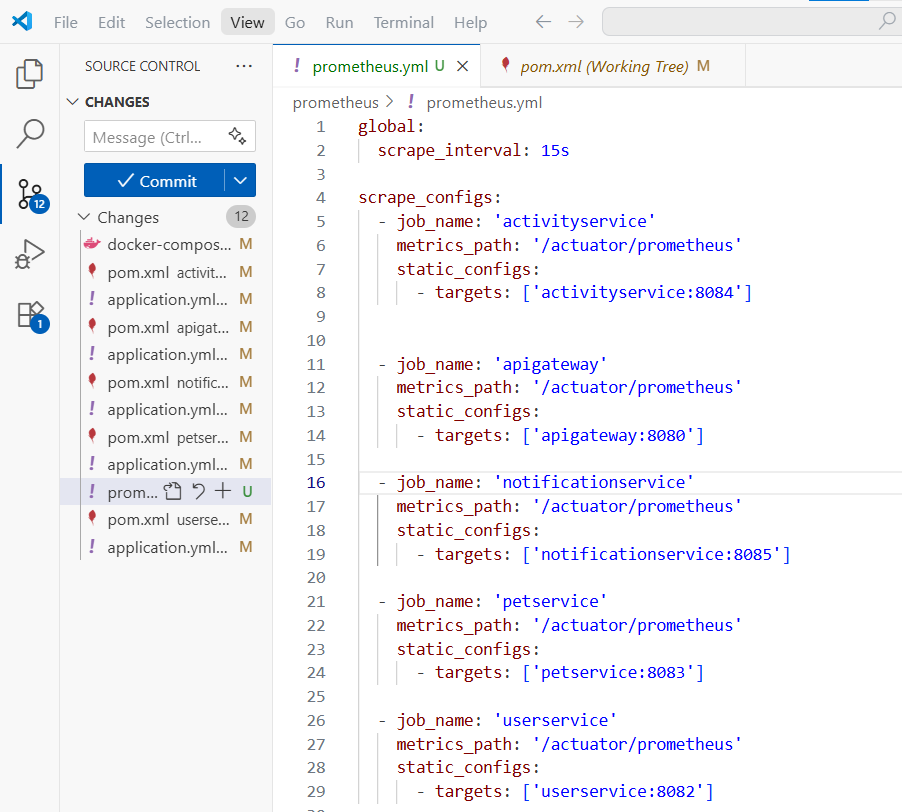 File Edit Selection View Go Run Terminal Help
SOURCE CONTROL ...
CHANGES
Message (Ctrl...
Commit
Changes 12
docker-compos... M
pom.xml activit... M
application.yml... M
pom.xml apigat... M
application.yml... M
pom.xml notific... M
application.yml... M
pom.xml petser... M
application.yml... M
prom... U
pom.xml userse... M
application.yml... M
12
1
! prometheus.yml U
pom.xml (Working Tree) M
prometheus > ! prometheus.yml
1 global:
2   scrape_interval: 15s
3
4 scrape_configs:
5   - job_name: 'activityservice'
6     metrics_path: '/actuator/prometheus'
7     static_configs:
8       - targets: ['activityservice:8084']
9
10
11   - job_name: 'apigateway'
12     metrics_path: '/actuator/prometheus'
13     static_configs:
14       - targets: ['apigateway:8080']
15
16   - job_name: 'notificationservice'
17     metrics_path: '/actuator/prometheus'
18     static_configs:
19       - targets: ['notificationservice:8085']
20
21   - job_name: 'petservice'
22     metrics_path: '/actuator/prometheus'
23     static_configs:
24       - targets: ['petservice:8083']
25
26   - job_name: 'userservice'
27     metrics_path: '/actuator/prometheus'
28     static_configs:
29       - targets: ['userservice:8082']